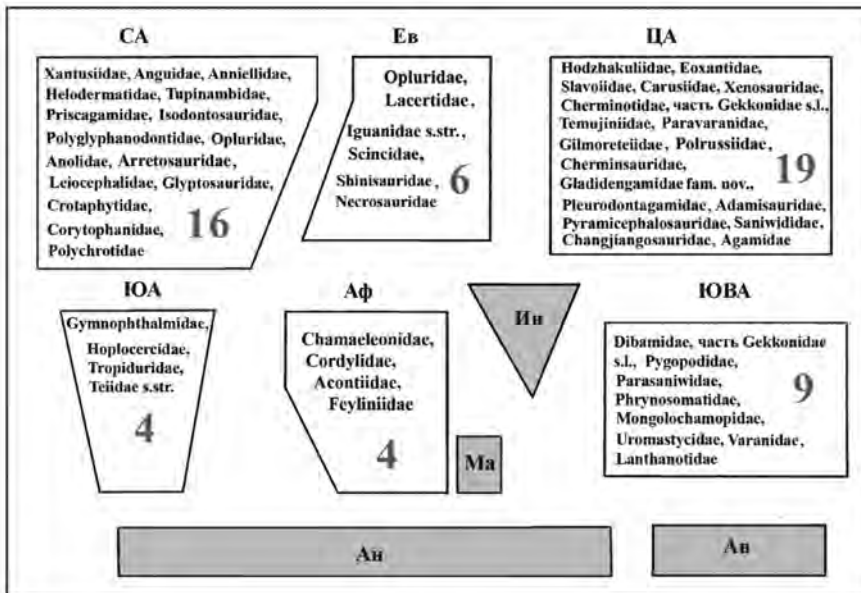 СА
Xantusiidae, Anguidae, Anniellidae,
Helodermatidae, Tupinambidae,
Priscagamidae, Isodontosauridae,
Polyglyphanodontidae, Opluridae,
Anolidae, Arretosauridae,
Leiocephalidae, Glyptosauridae,
Crotaphytidae,
Corytophanidae,
Polychrotidae
16
Ев
Opluridae,
Lacertidae,
Iguanidae s.str.,
Scincidae,
Shinisauridae,
Necrosauridae
6
ЦА
Hodzhakuliidae, Eoxantidae,
Slavoiidae, Carusiidae, Xenosauridae,
Cherminotidae, часть Gekkonidae s.l.,
Temujiniidae, Paravaranidae,
Gilmoreteiidae, Polrussiidae,
Cherminsauridae,
Gladidengamidae fam. nov.,
Pleurodontagamidae, Adamisauridae,
Pyramicephalosauridae, Saniwididae,
Changjiangosauridae, Agamidae
19
ЮА
Gymnophthalmidae,
Hoplocercidae,
Tropiduridae,
Teiidae s.str.
4
Аф
Chamaeleonidae,
Cordylidae,
Acontiidae,
Feyliniidae
4
Ин
Ма
ЮВА
Dibamidae, часть Gekkonidae
s.l., Pygopodidae,
Parasaniwidae,
Phrynosomatidae,
Mongolochamopidae,
Uromastycidae, Varanidae,
Lanthanotidae
9
Ан
Ав